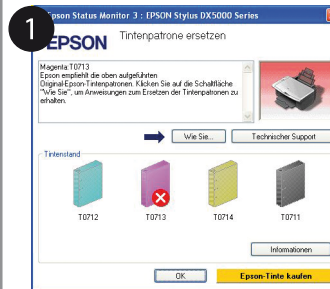 1
Epson Status Monitor 3 : EPSON Stylus DX5000 Series
EPSON
Tintenpatrone ersetzen
Magenta:T0713
Epson empfiehlt die oben aufgeführten
Original-Epson-Tintenpatronen. Klicken Sie auf die Schaltfläche
"Wie Sie", um Anweisungen zum Ersetzen der Tintenpatronen zu
erhalten.
Wie Sie...
Technischer Support
Tintenstand
T0712
T0713
T0714
T0711
Informationen
OK
Epson-Tinte kaufen